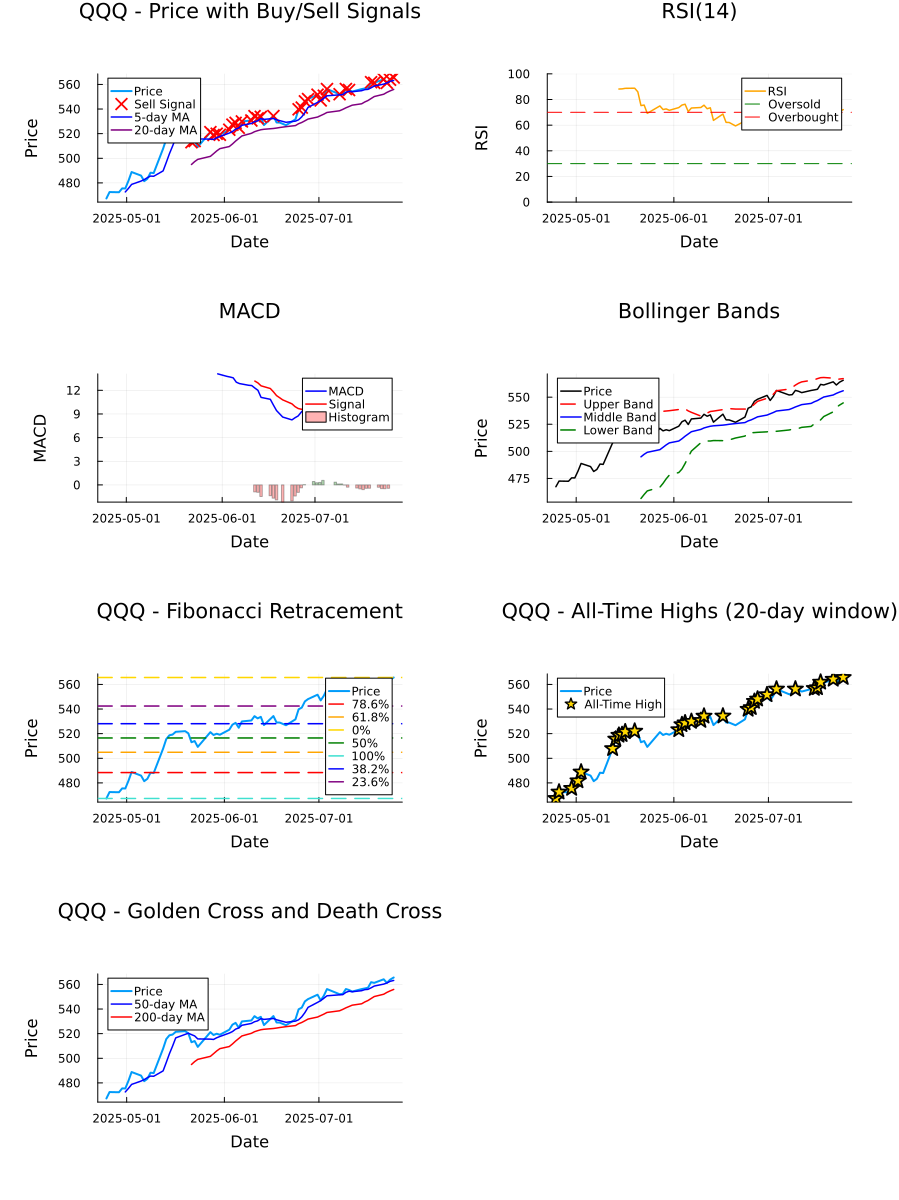 QQQ - Price with Buy/Sell Signals
Price
560
540
520
500
480
Price
Sell Signal
5-day MA
20-day MA
2025-05-01
2025-06-01
2025-07-01
Date
RSI(14)
RSI
100
80
60
40
20
0
RSI
Oversold
Overbought
2025-05-01
2025-06-01
2025-07-01
Date
MACD
MACD
12
9
6
3
0
MACD
Signal
Histogram
2025-05-01
2025-06-01
2025-07-01
Date
Bollinger Bands
Price
550
525
500
475
Price
Upper Band
Middle Band
Lower Band
2025-05-01
2025-06-01
2025-07-01
Date
QQQ - Fibonacci Retracement
Price
560
540
520
500
480
Price
78.6%
61.8%
0%
50%
100%
38.2%
23.6%
2025-05-01
2025-06-01
2025-07-01
Date
QQQ - All-Time Highs (20-day window)
Price
560
540
520
500
480
Price
All-Time High
2025-05-01
2025-06-01
2025-07-01
Date
QQQ - Golden Cross and Death Cross
Price
560
540
520
500
480
Price
50-day MA
200-day MA
2025-05-01
2025-06-01
2025-07-01
Date